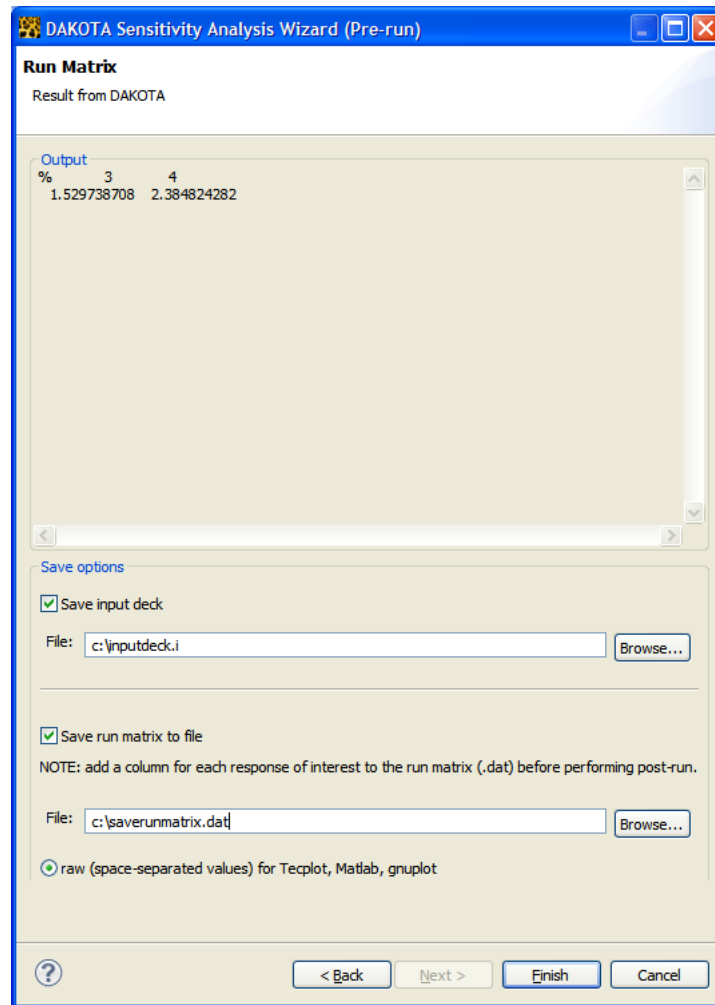 DAKOTA Sensitivity Analysis Wizard (Pre-run)
Run Matrix
Result from DAKOTA
Output
% 3 4
1.529738708 2.384824282
Save options
Save input deck
File: c:\inputdeck.i Browse...
Save run matrix to file
NOTE: add a column for each response of interest to the run matrix (.dat) before performing post-run.
File: c:\saverunmatrix.dat Browse...
raw (space-separated values) for Tecplot, Matlab, gnuplot
? < Back Next > Finish Cancel